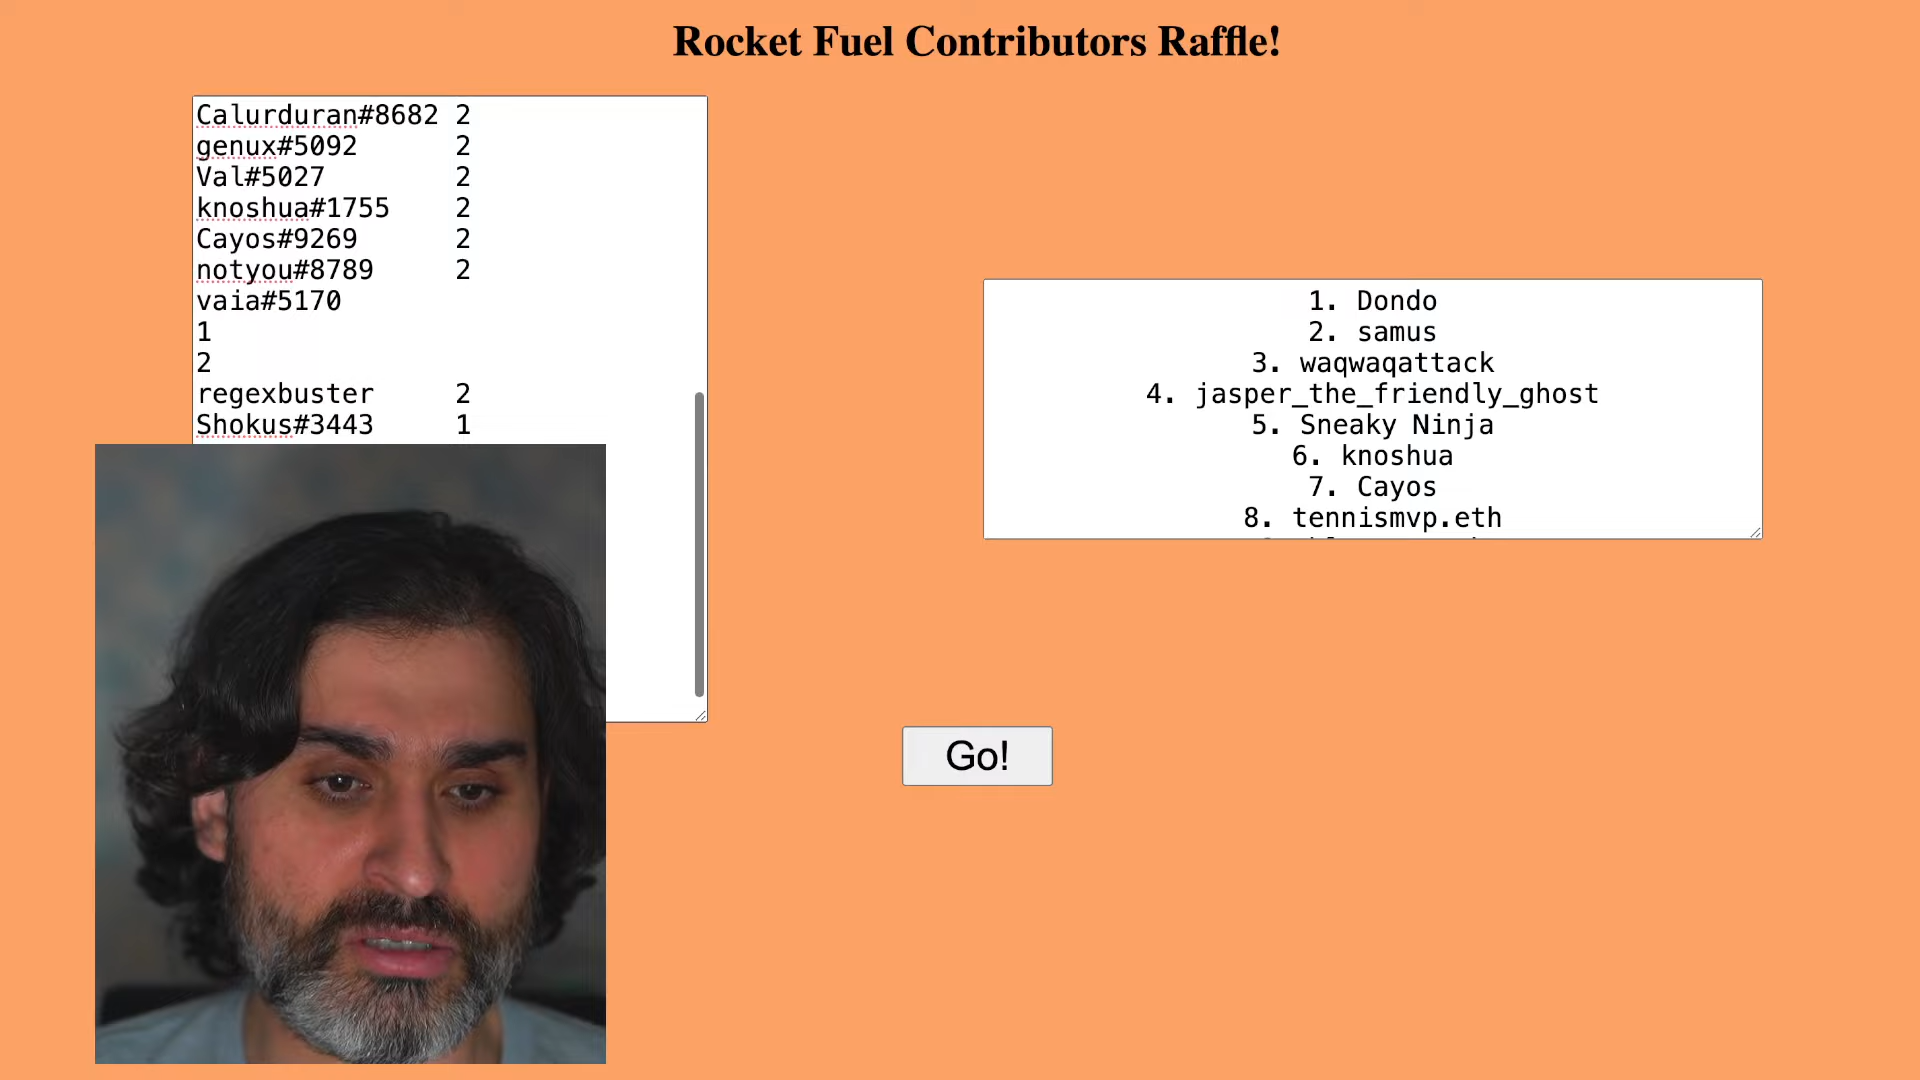 Rocket Fuel Contributors Raffle!
Calurduran#8682 2
genux#5092 2
Val#5027 2
knoshua#1755 2
Cayos#9269 2
notyou#8789 2
vaia#5170
1
2
regexbuster 2
Shokus#3443 1
1. Dondo
2. samus
3. waqwaqattack
4. jasper_the_friendly_ghost
5. Sneaky Ninja
6. knoshua
7. Cayos
8. tennismvp.eth
Go!